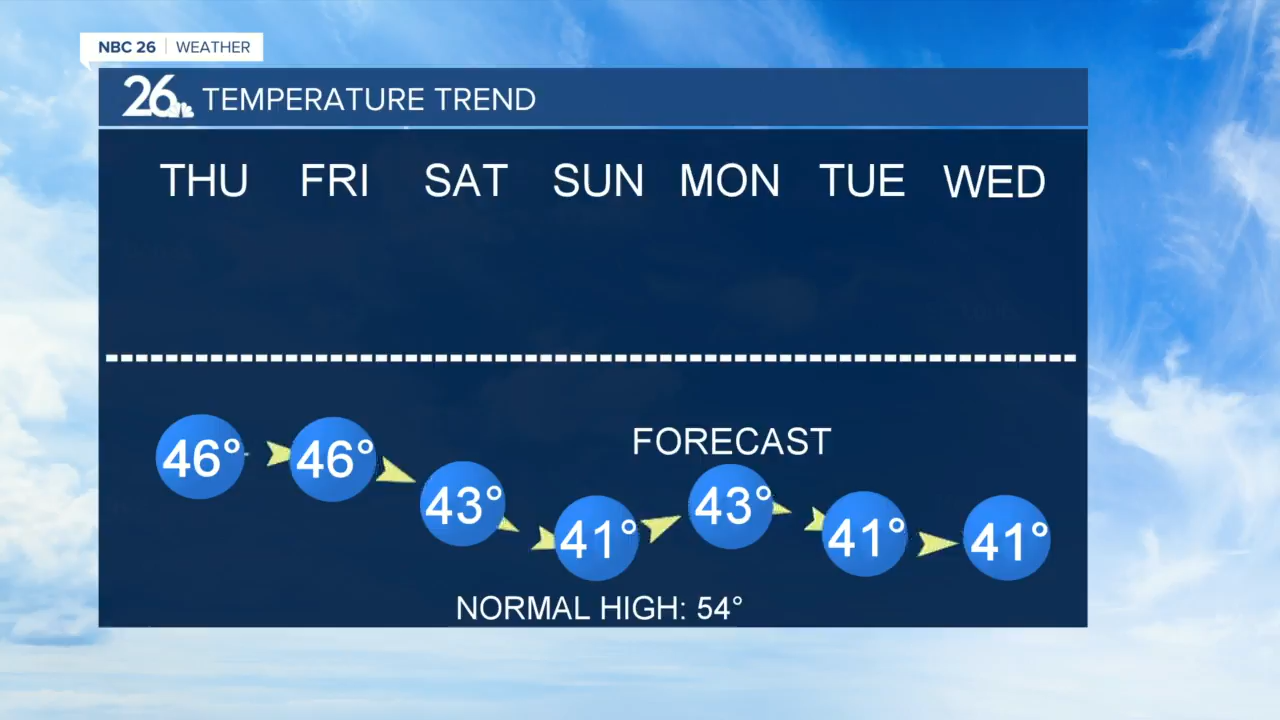 NBC 26 | WEATHER
26 TEMPERATURE TREND
THU FRI SAT SUN MON TUE WED
FORECAST
46° 46° 43° 41° 43° 41° 41°
NORMAL HIGH: 54°